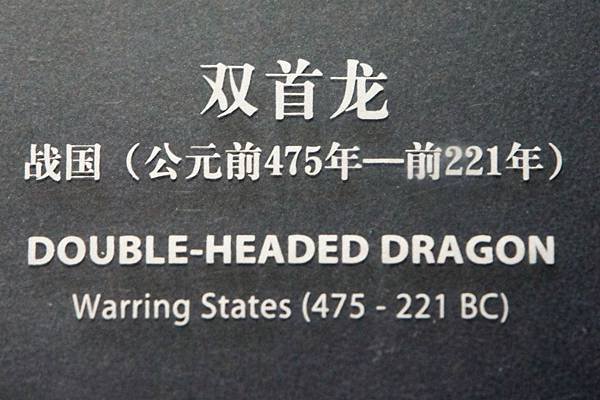 双首龙
战国（公元前475年—前221年）
DOUBLE-HEADED DRAGON
Warring States (475 - 221 BC)